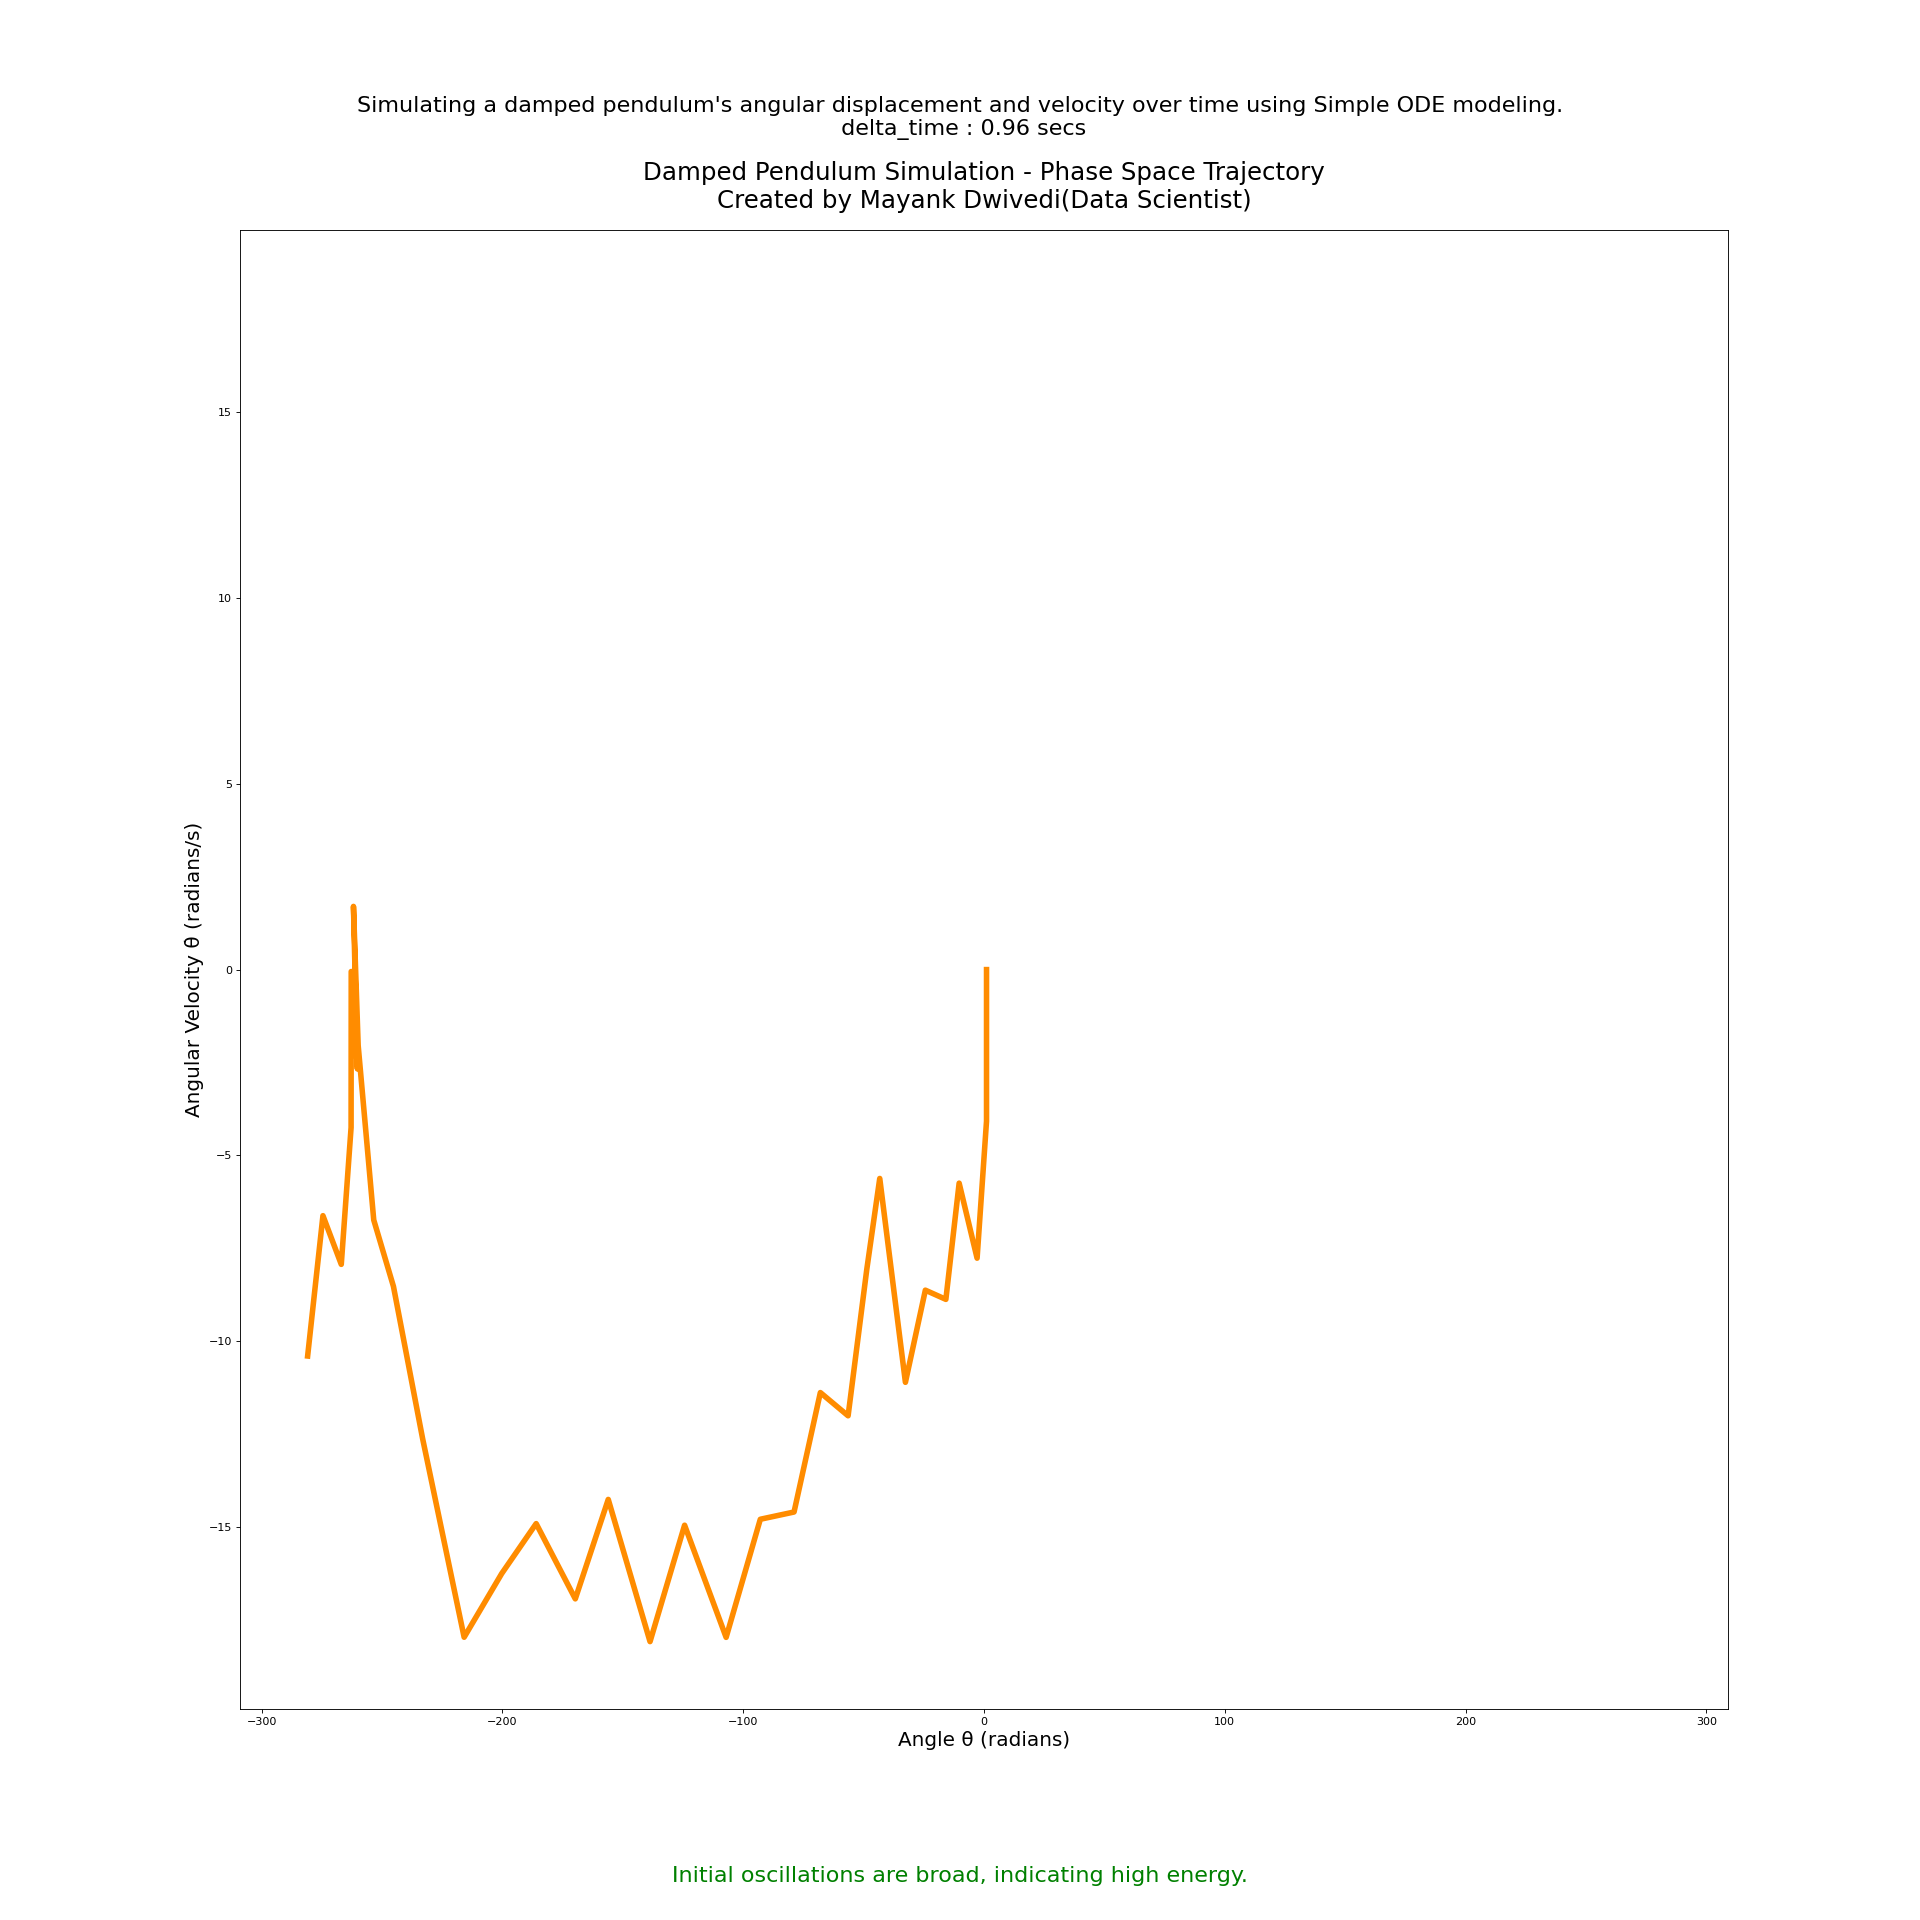 Simulating a damped pendulum's angular displacement and velocity over time using Simple ODE modeling.
delta_time : 0.96 secs
Damped Pendulum Simulation - Phase Space Trajectory
Created by Mayank Dwivedi(Data Scientist)
15
10
5
0
−5
−10
−15
Angular Velocity θ (radians/s)
−300
−200
−100
0
100
200
300
Angle θ (radians)
Initial oscillations are broad, indicating high energy.